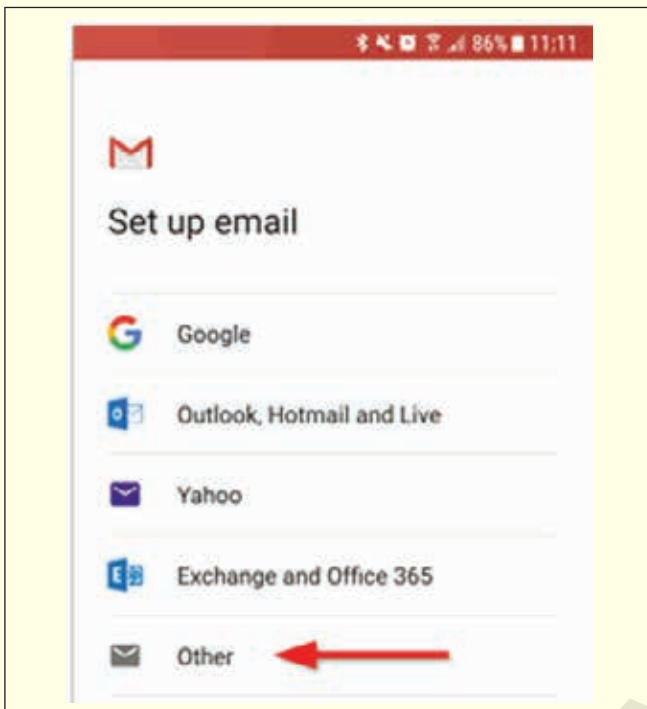 86% 11:11
Set up email
Google
Outlook, Hotmail and Live
Yahoo
Exchange and Office 365
Other